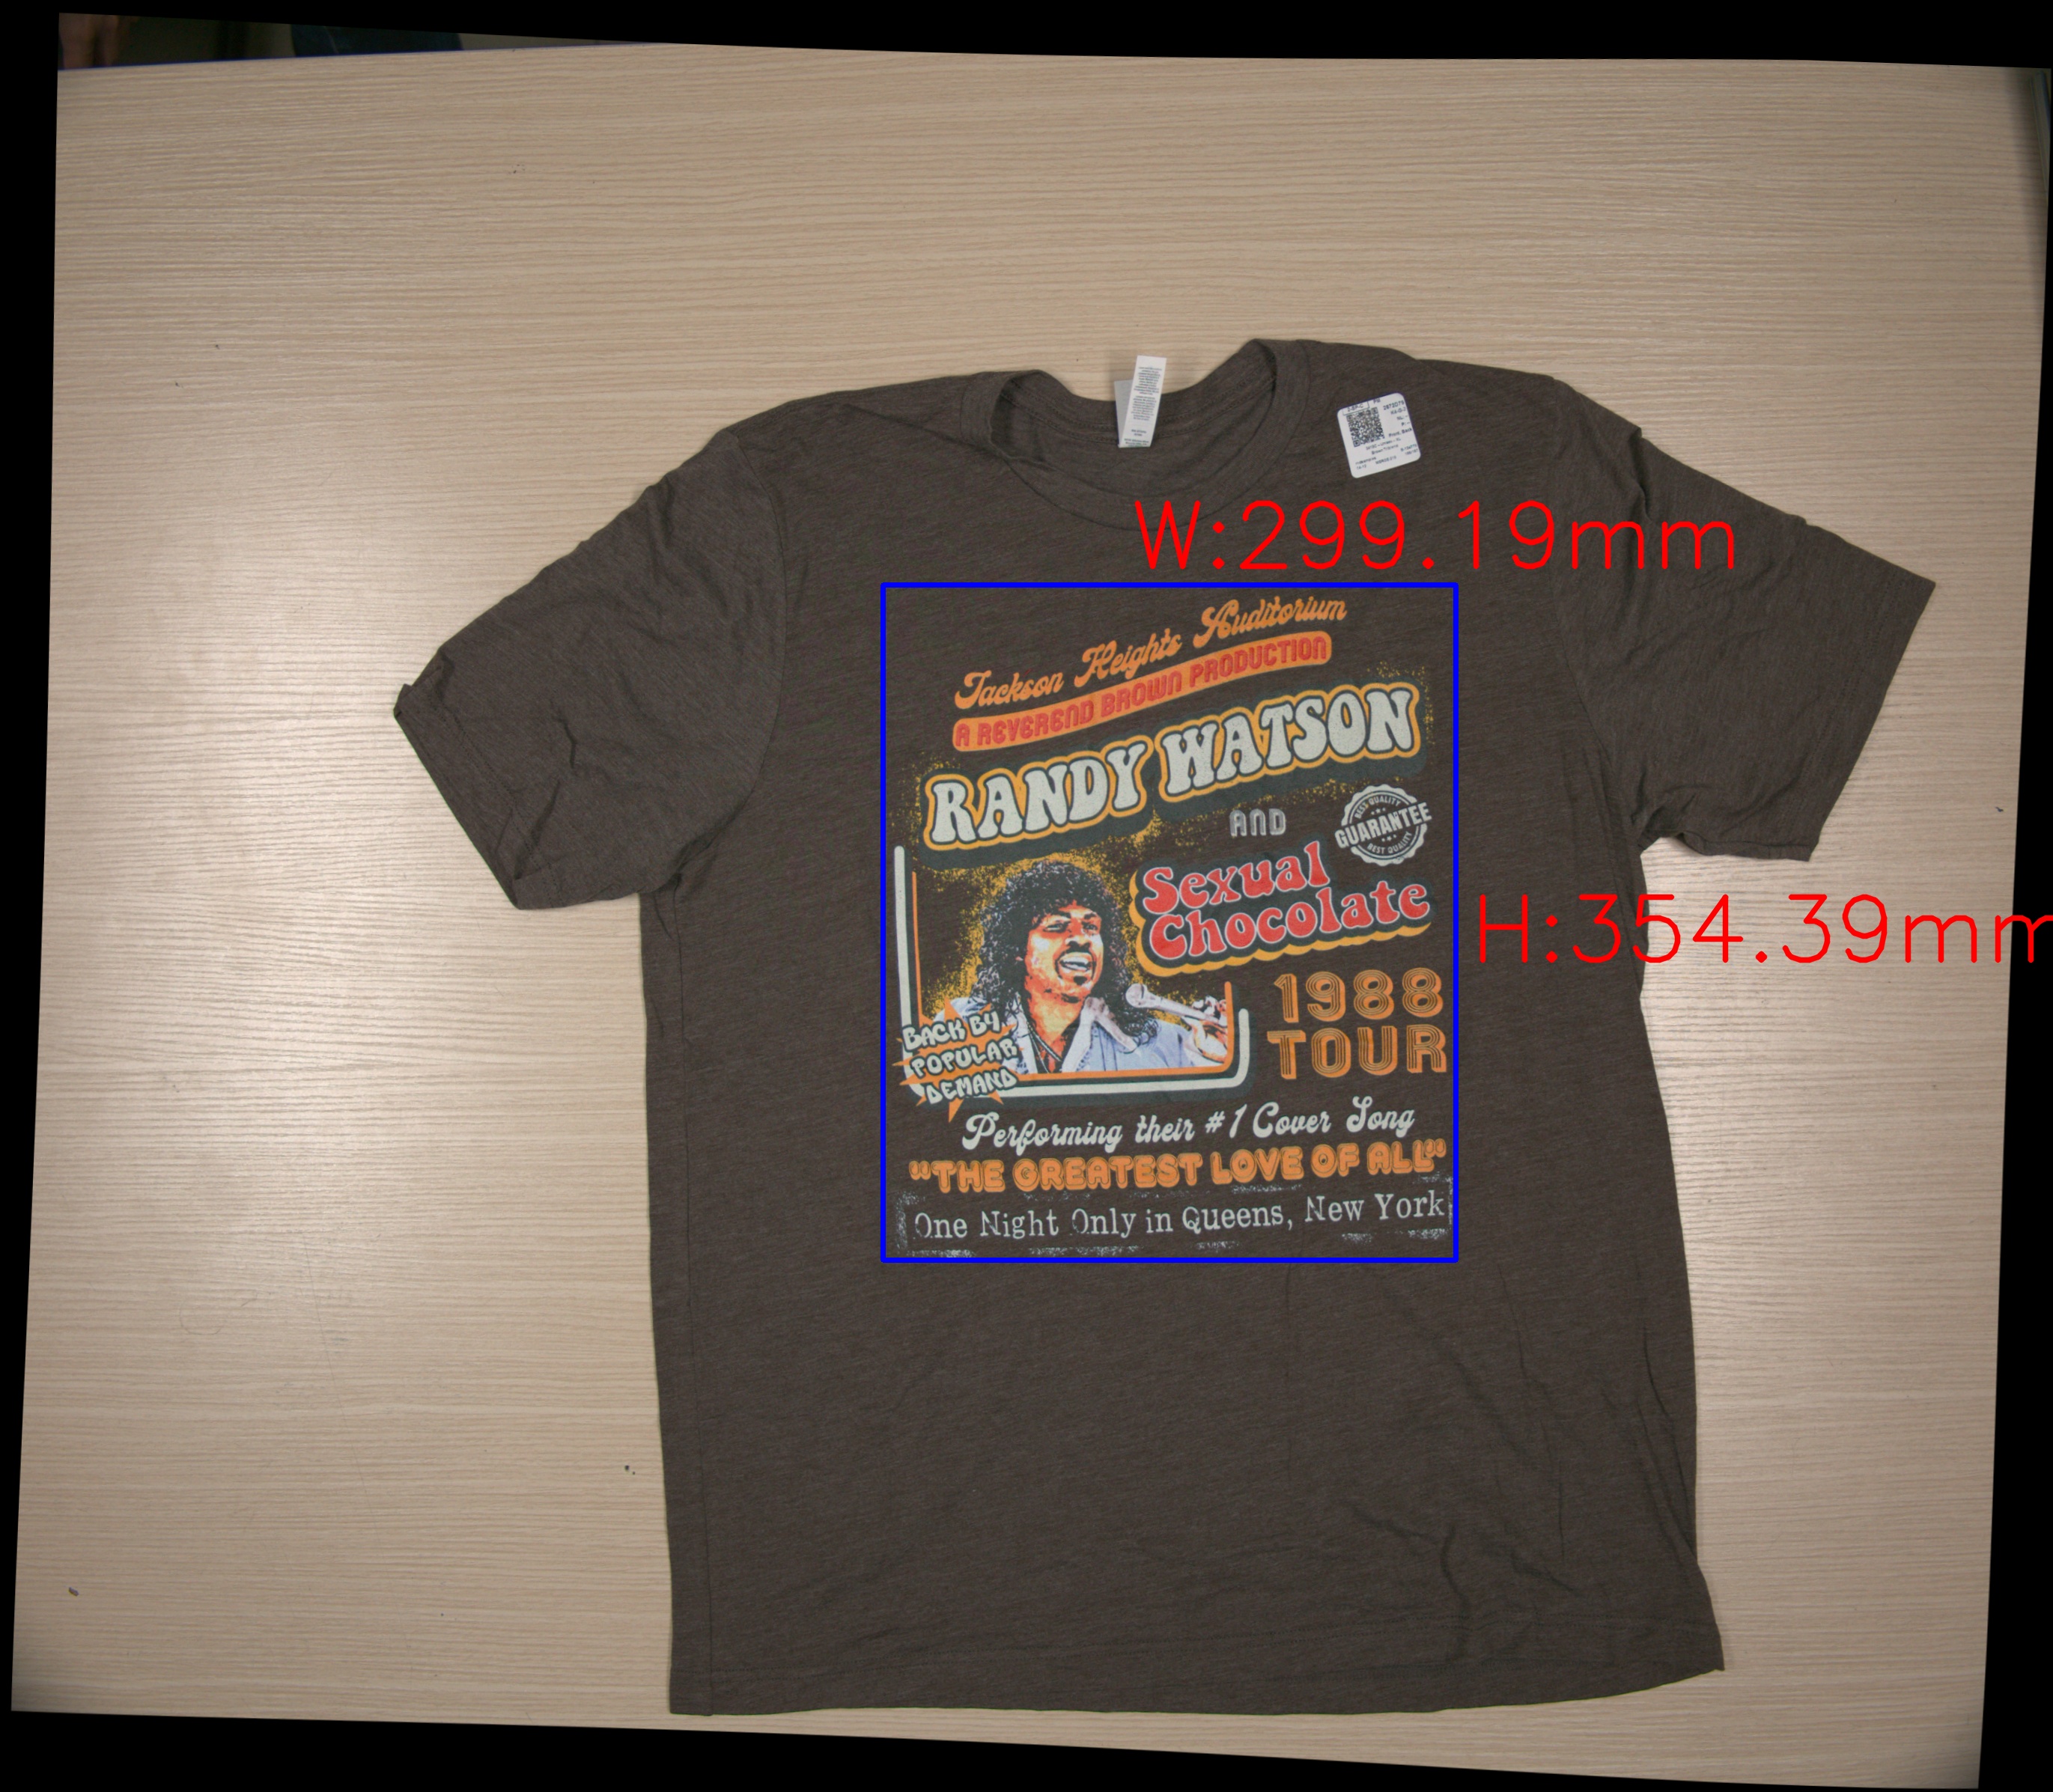 W:299.19mm
Jackson Heights Auditorium
A REVEREND BROWN PRODUCTION
RANDY WATSON
AND
BEST QUALITY
GUARANTEE
BEST QUALITY
Sexual
Chocolate
H:354.39mm
1988
TOUR
BACK BY
POPULAR
DEMAND
Performing their #1 Cover Song
"THE GREATEST LOVE OF ALL"
One Night Only in Queens, New York